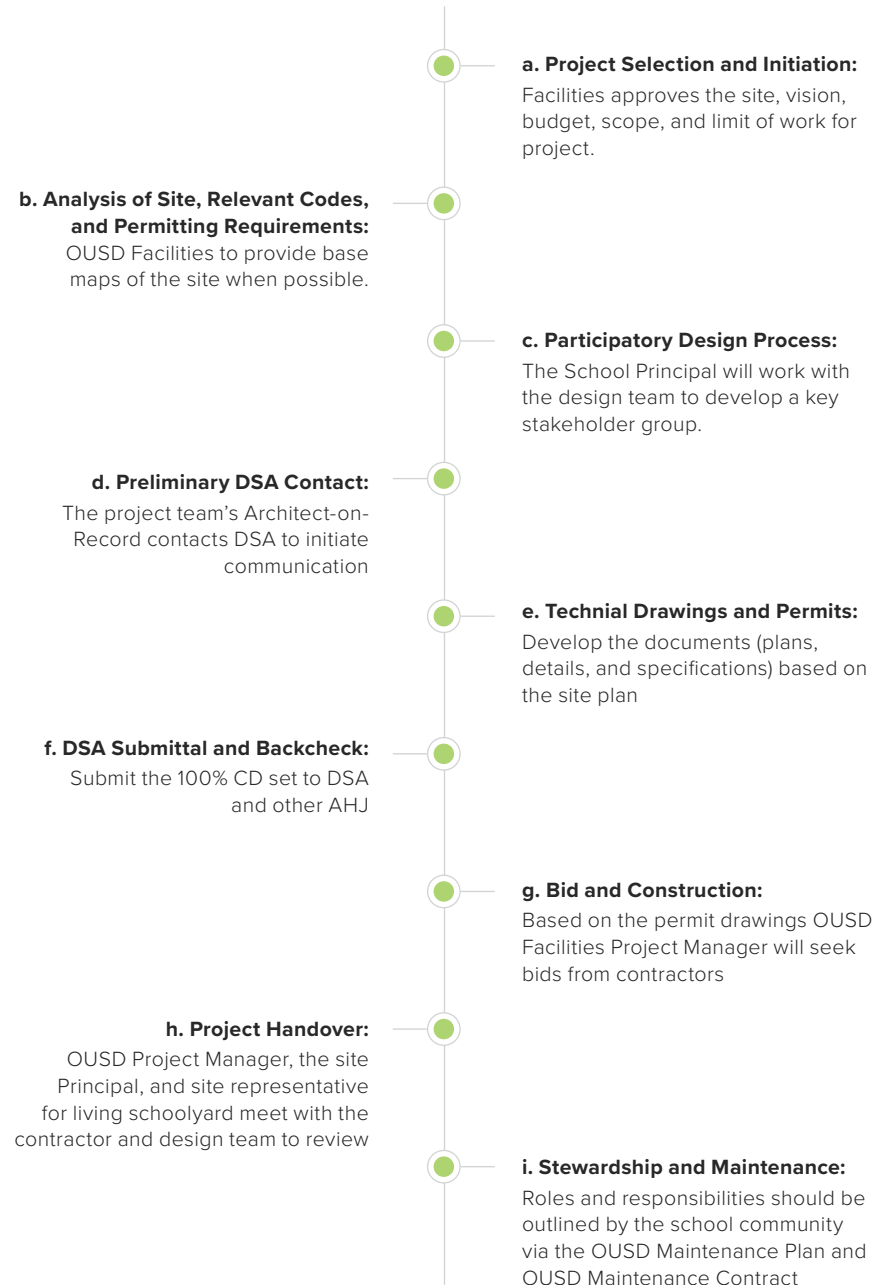 a. Project Selection and Initiation:
Facilities approves the site, vision,
budget, scope, and limit of work for
project.
b. Analysis of Site, Relevant Codes,
and Permitting Requirements:
OUSD Facilities to provide base
maps of the site when possible.
c. Participatory Design Process:
The School Principal will work with
the design team to develop a key
stakeholder group.
d. Preliminary DSA Contact:
The project team’s Architect-on-
Record contacts DSA to initiate
communication
e. Technial Drawings and Permits:
Develop the documents (plans,
details, and specifications) based on
the site plan
f. DSA Submittal and Backcheck:
Submit the 100% CD set to DSA
and other AHJ
g. Bid and Construction:
Based on the permit drawings OUSD
Facilities Project Manager will seek
bids from contractors
h. Project Handover:
OUSD Project Manager, the site
Principal, and site representative
for living schoolyard meet with the
contractor and design team to review
i. Stewardship and Maintenance:
Roles and responsibilities should be
outlined by the school community
via the OUSD Maintenance Plan and
OUSD Maintenance Contract